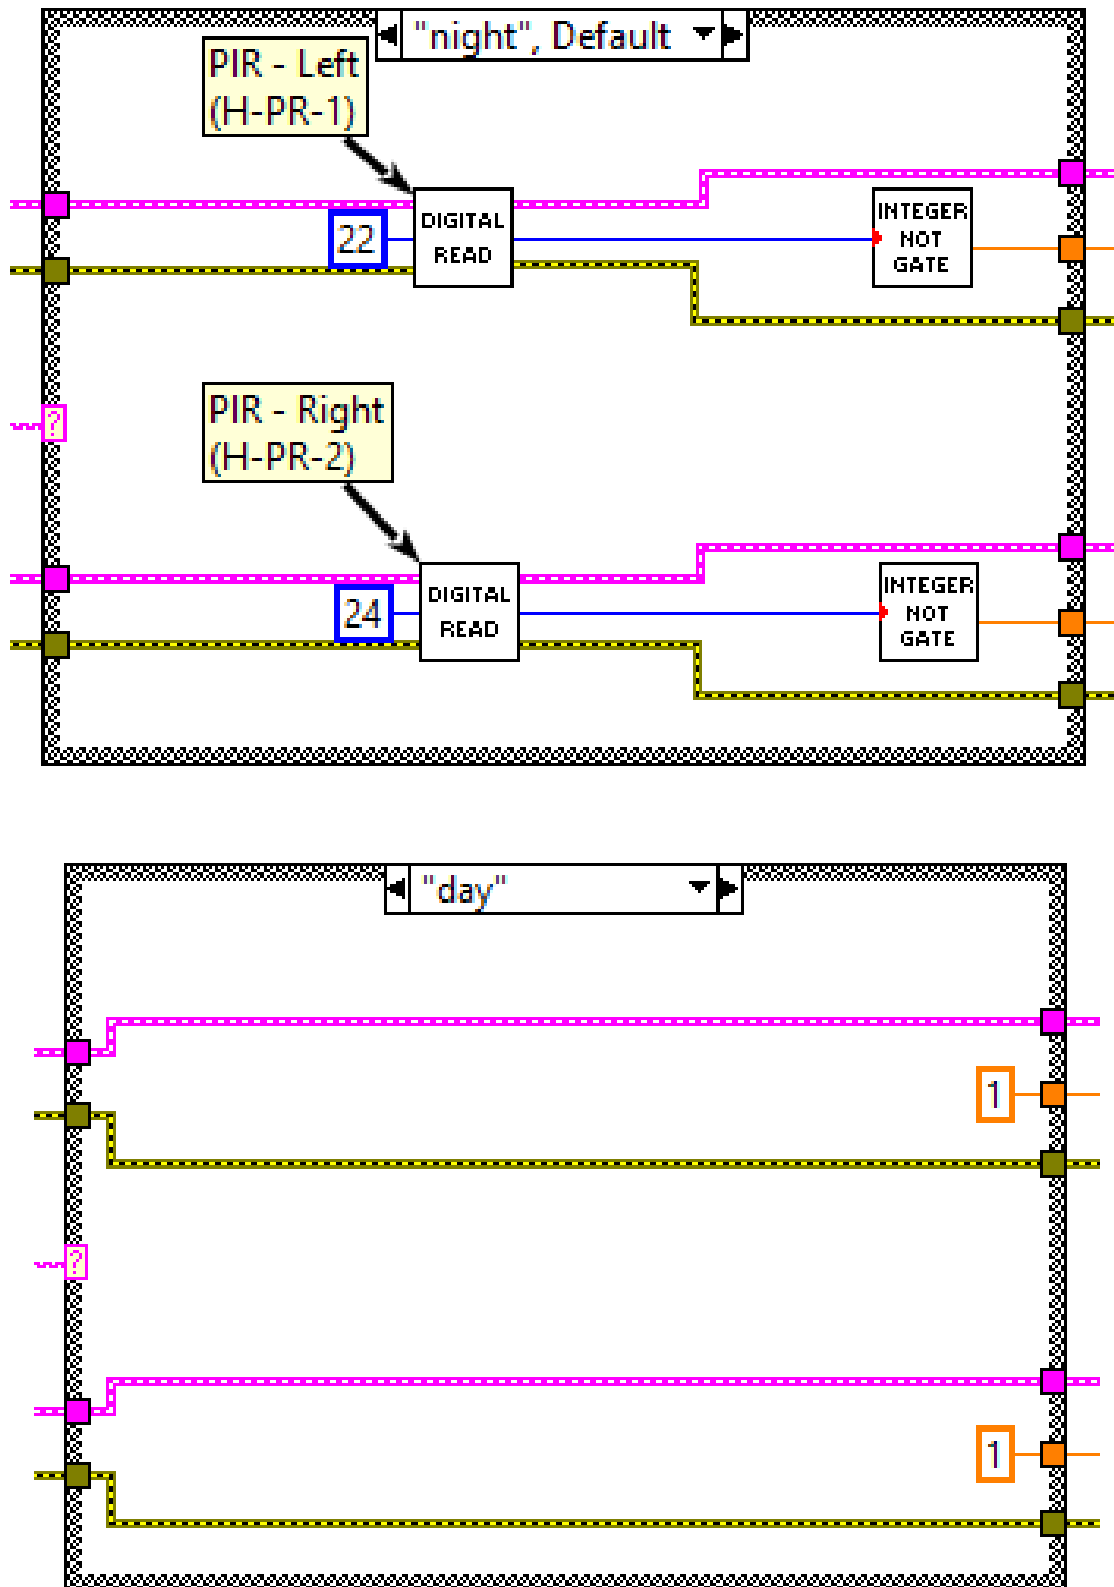 "night", Default
PIR - Left
(H-PR-1)
DIGITAL
READ
22
INTEGER
NOT
GATE
?
PIR - Right
(H-PR-2)
DIGITAL
READ
24
INTEGER
NOT
GATE
"day"
1
?
1